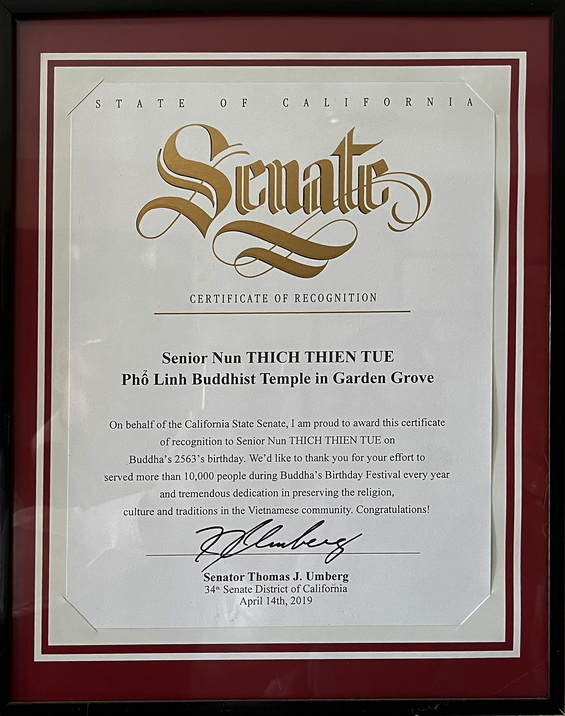 STATE OF CALIFORNIA
Senate
CERTIFICATE OF RECOGNITION
Senior Nun THICH THIEN TUE
Phổ Linh Buddhist Temple in Garden Grove
On behalf of the California State Senate, I am proud to award this certificate
of recognition to Senior Nun THICH THIEN TUE on
Buddha's 2563's birthday. We'd like to thank you for your effort to
served more than 10,000 people during Buddha's Birthday Festival every year
and tremendous dedication in preserving the religion,
culture and traditions in the Vietnamese community. Congratulations!
Senator Thomas J. Umberg
34th Senate District of California
April 14th, 2019